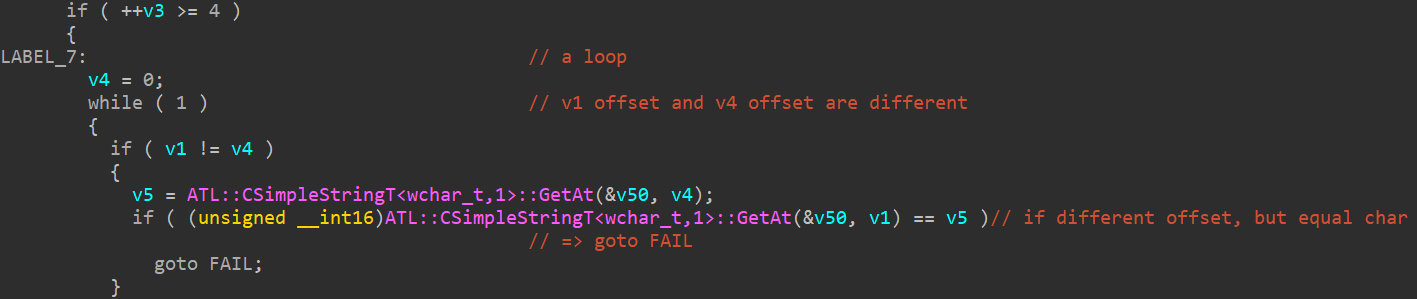 if ( ++v3 >= 4 )
{
LABEL_7: // a loop
v4 = 0;
while ( 1 ) // v1 offset and v4 offset are different
{
if ( v1 != v4 )
{
v5 = ATL::CSimpleStringT<wchar_t,1>::GetAt(&v50, v4);
if ( (unsigned __int16)ATL::CSimpleStringT<wchar_t,1>::GetAt(&v50, v1) == v5 )// if different offset, but equal char
// => goto FAIL
goto FAIL;
}